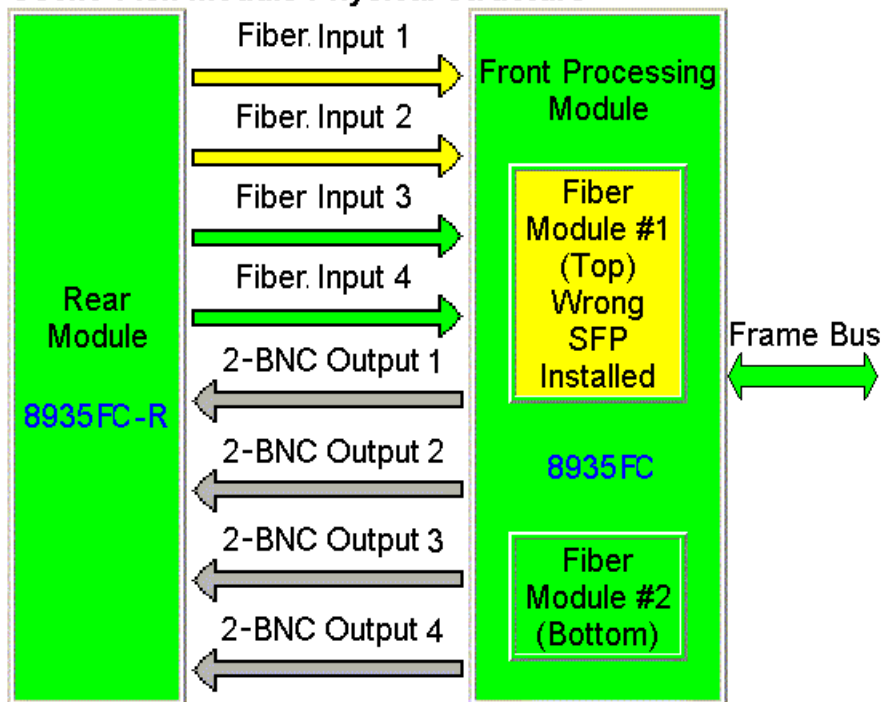 Fiber. Input 1
Fiber. Input 2
Fiber Input 3
Fiber. Input 4
2-BNC Output 1
2-BNC Output 2
2-BNC Output 3
2-BNC Output 4
Rear
Module
8935FC-R
Front Processing
Module
Fiber
Module #1
(Top)
Wrong
SFP
Installed
8935FC
Fiber
Module #2
(Bottom)
Frame Bus